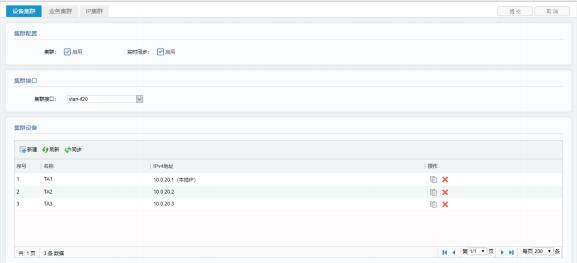 设备集群 业务集群 IP集群 提交 取消
集群配置
集群: 启用 实时同步: 启用
集群接口
集群接口: vlan-if20
集群设备
新建 刷新 同步
序号 名称 IPv4地址 操作
1 TA1 10.0.20.1（本地IP）
2 TA2 10.0.20.2
3 TA3 10.0.20.3
共: 1 页 3 条数据 第 1/1 页 每页 200 条